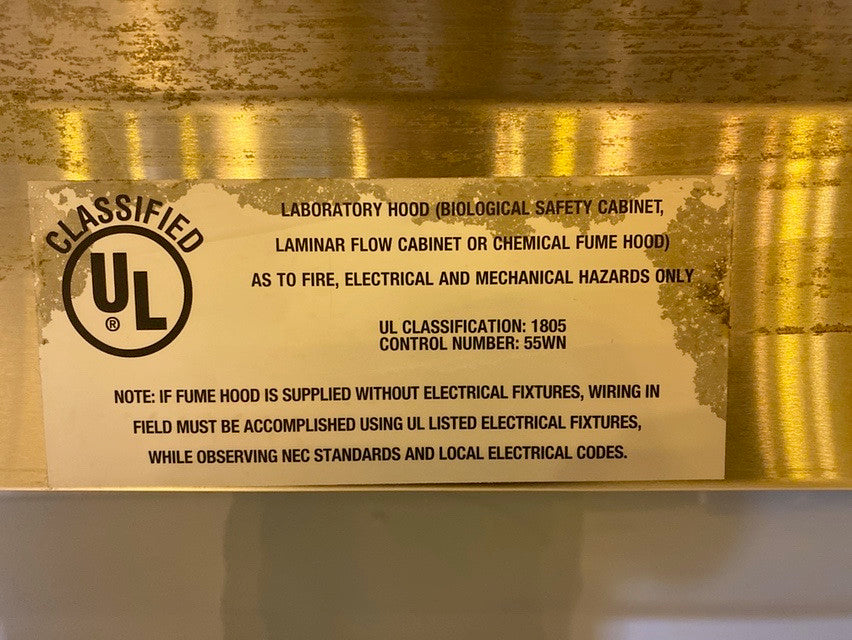 CLASSIFIED
UL
®
LABORATORY HOOD (BIOLOGICAL SAFETY CABINET,
LAMINAR FLOW CABINET OR CHEMICAL FUME HOOD)
AS TO FIRE, ELECTRICAL AND MECHANICAL HAZARDS ONLY
UL CLASSIFICATION: 1805
CONTROL NUMBER: 55WN
NOTE: IF FUME HOOD IS SUPPLIED WITHOUT ELECTRICAL FIXTURES, WIRING IN
FIELD MUST BE ACCOMPLISHED USING UL LISTED ELECTRICAL FIXTURES,
WHILE OBSERVING NEC STANDARDS AND LOCAL ELECTRICAL CODES.